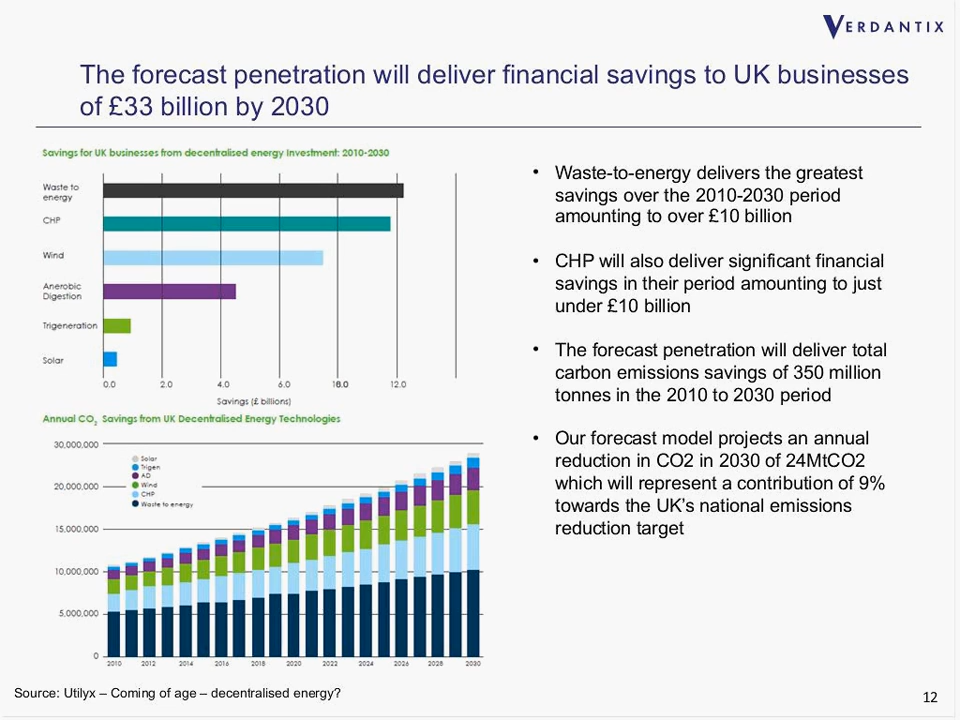 VERDANTIX
The forecast penetration will deliver financial savings to UK businesses
of £33 billion by 2030
Savings for UK businesses from decentralised energy Investment: 2010-2030
Waste to
energy
CHP
Wind
Anerobic
Digestion
Trigeneration
Solar
0.0 2.0 4.0 6.0 8.0 12.0
Savings (£ billions)
Annual CO2 Savings from UK Decentralised Energy Technologies
30,000,000
Solar
Trigen
AD
Wind
CHP
Waste to energy
20,000,000
15,000,000
10,000,000
5,000,000
0
2010 2012 2014 2016 2018 2020 2022 2024 2026 2028 2030
• Waste-to-energy delivers the greatest
savings over the 2010-2030 period
amounting to over £10 billion
• CHP will also deliver significant financial
savings in their period amounting to just
under £10 billion
• The forecast penetration will deliver total
carbon emissions savings of 350 million
tonnes in the 2010 to 2030 period
• Our forecast model projects an annual
reduction in CO2 in 2030 of 24MtCO2
which will represent a contribution of 9%
towards the UK's national emissions
reduction target
Source: Utilyx – Coming of age – decentralised energy?
12